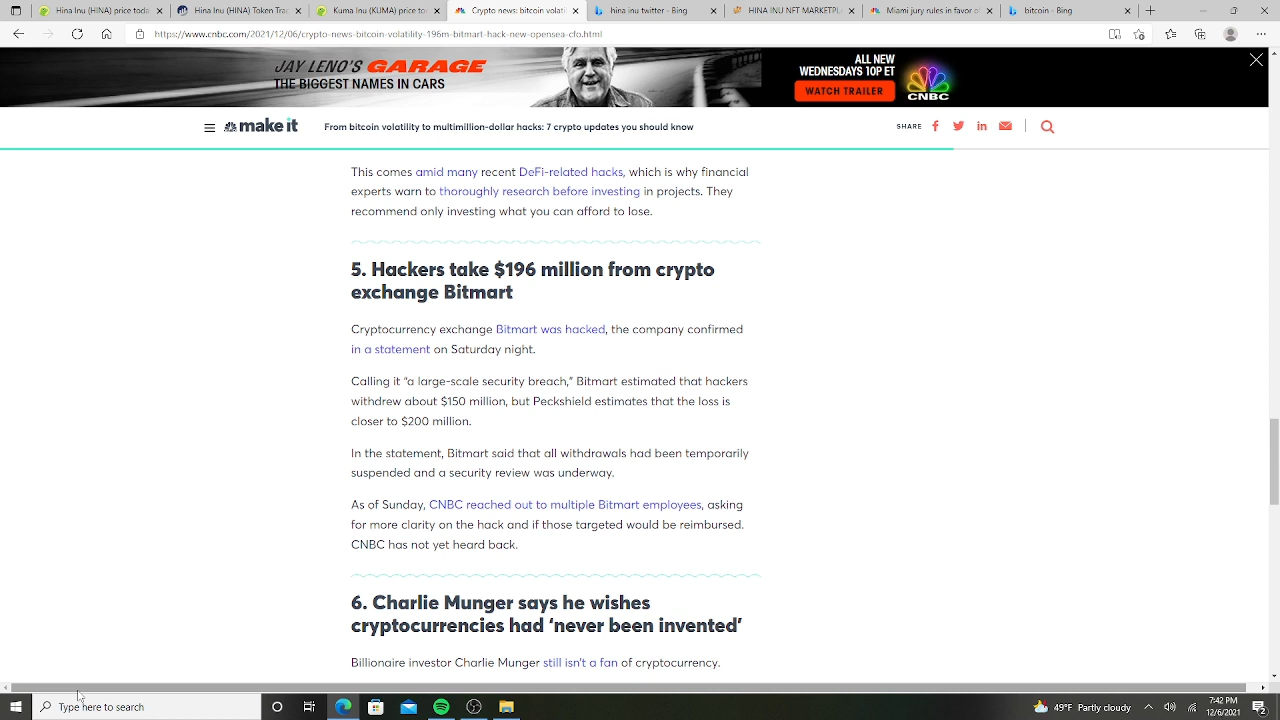 Hina Inu (HINA) price tod
Hina Inu (HINA) Token Tra
Kuma Inu (KUMA) price to
Crypto News: Bitcoin volati
hina inu twitter - Bing
HINA INU NFT MARKETPL
Miami jury rules in favor o
bitcoin - Bing
https://www.cnbc.com/2021/12/06/crypto-news-bitcoin-volatility-196m-bitmart-hack-new-opensea-cfo.html
JAY LENO'S GARAGE
THE BIGGEST NAMES IN CARS
ALL NEW
WEDNESDAYS 10P ET
WATCH TRAILER
CNBC
make it
From bitcoin volatility to multimillion-dollar hacks: 7 crypto updates you should know
SHARE
This comes amid many recent DeFi-related hacks, which is why financial
experts warn to thoroughly research before investing in projects. They
recommend only investing what you can afford to lose.
5. Hackers take $196 million from crypto
exchange Bitmart
Cryptocurrency exchange Bitmart was hacked, the company confirmed
in a statement on Saturday night.
Calling it “a large-scale security breach,” Bitmart estimated that hackers
withdrew about $150 million, but Peckshield estimates that the loss is
closer to $200 million.
In the statement, Bitmart said that all withdrawals had been temporarily
suspended and a security review was underway.
As of Sunday, CNBC reached out to multiple Bitmart employees, asking
for more clarity on the hack and if those targeted would be reimbursed.
CNBC has not yet heard back.
6. Charlie Munger says he wishes
cryptocurrencies had ‘never been invented’
Billionaire investor Charlie Munger still isn't a fan of cryptocurrency.
Type here to search
49°F Partly cloudy
7:42 PM
12/6/2021